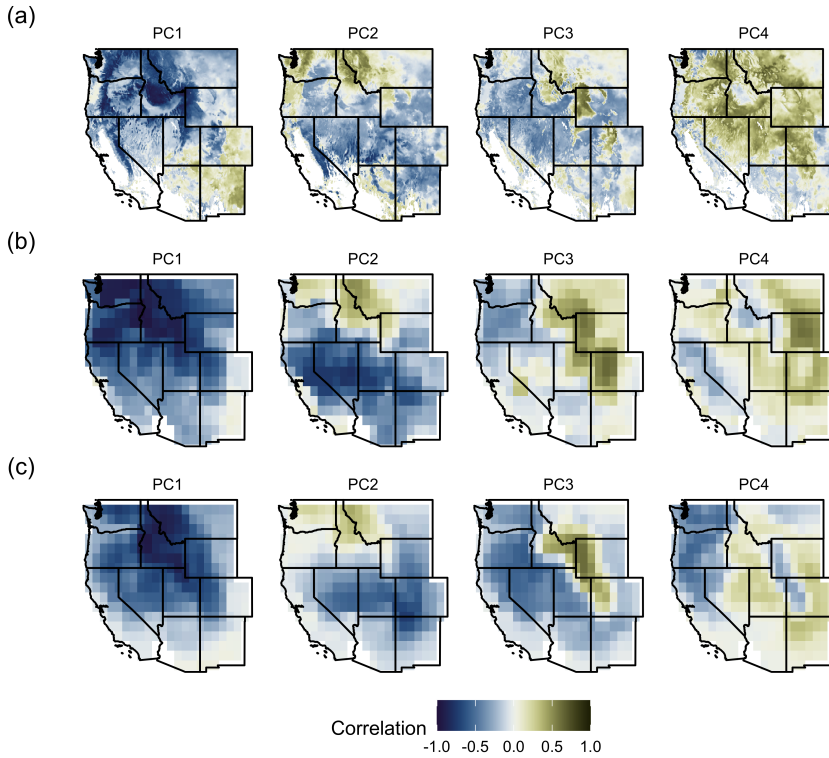 (a)
PC1 PC2 PC3 PC4
(b)
PC1 PC2 PC3 PC4
(c)
PC1 PC2 PC3 PC4
Correlation
-1.0 -0.5 0.0 0.5 1.0